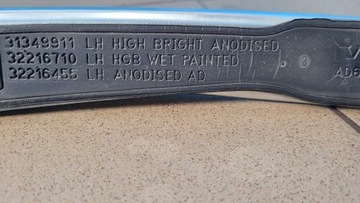 31349911 LH HIGH BRIGHT ANODISED
32216710 LH HGB WET PAINTED
32216455 LH ANODISED AD